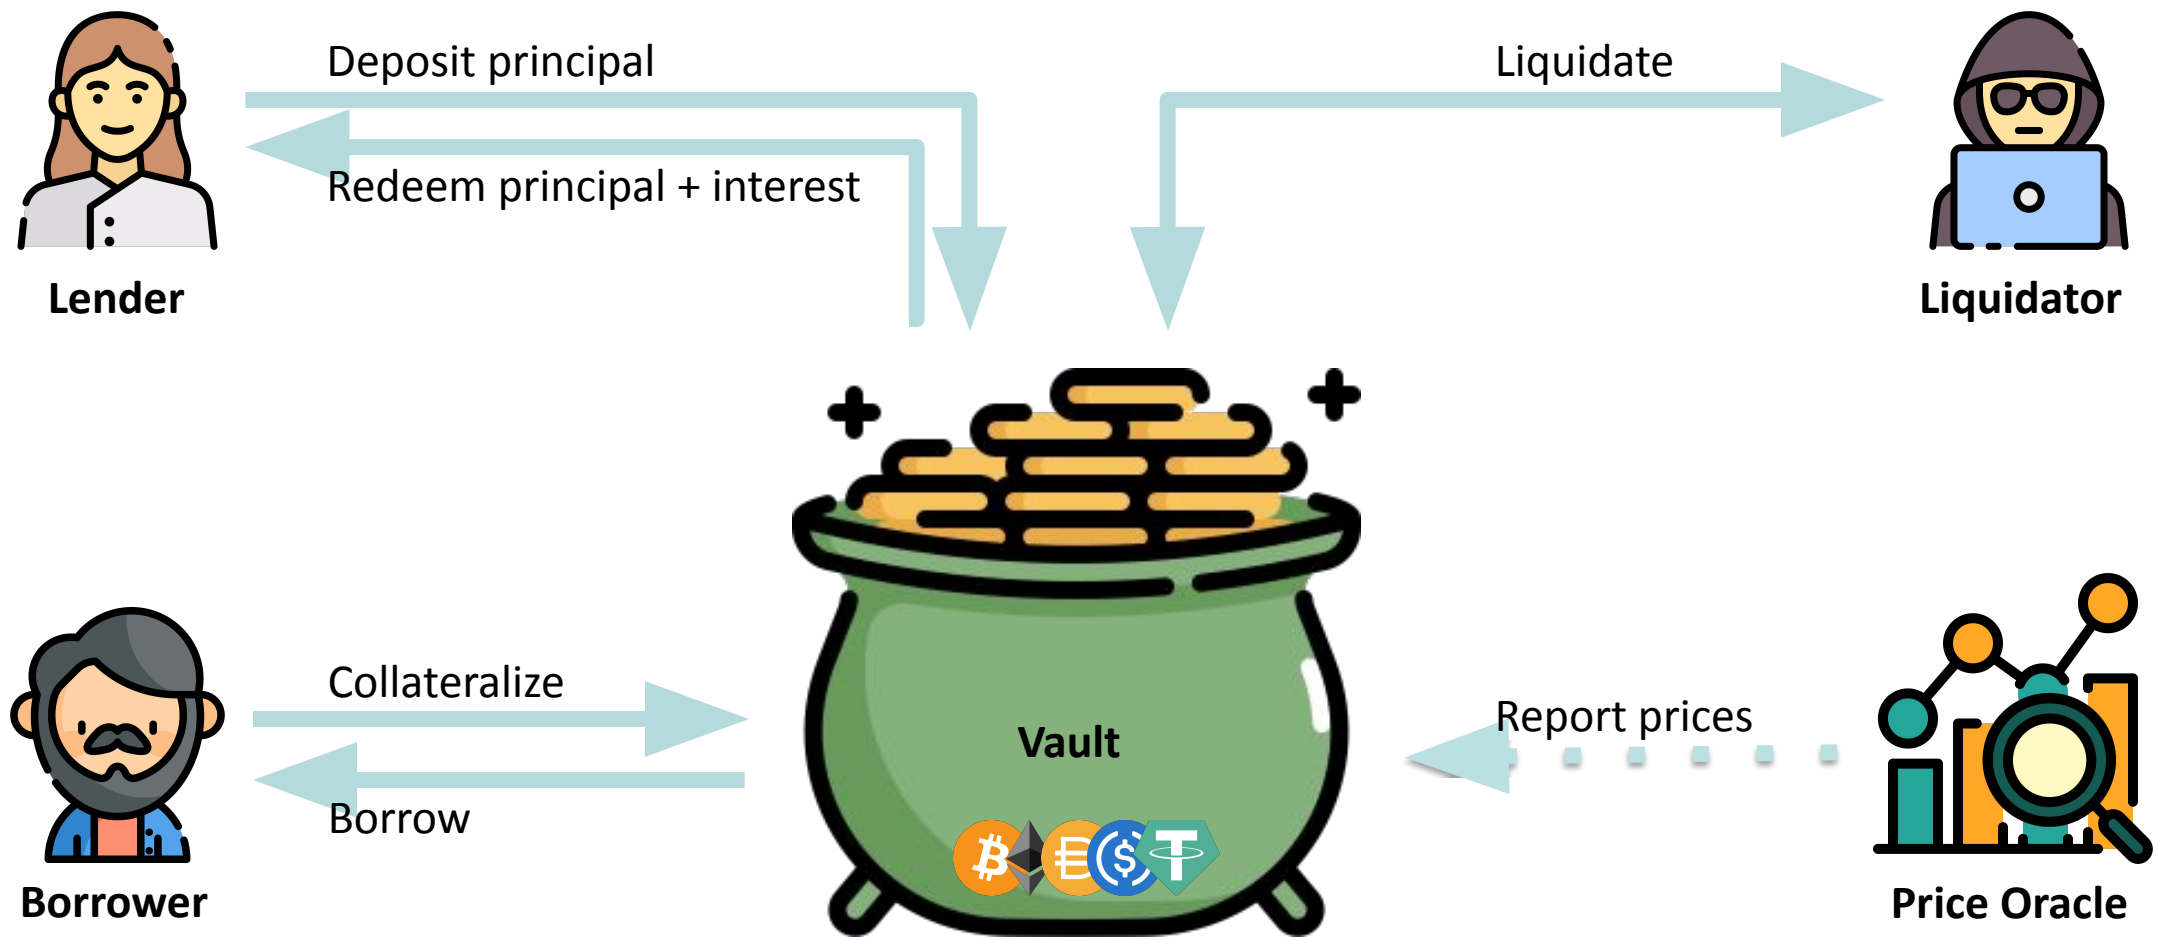 Deposit principal
Liquidate
Redeem principal + interest
Lender
Liquidator
Collateralize
Report prices
Vault
Borrow
Borrower
Price Oracle